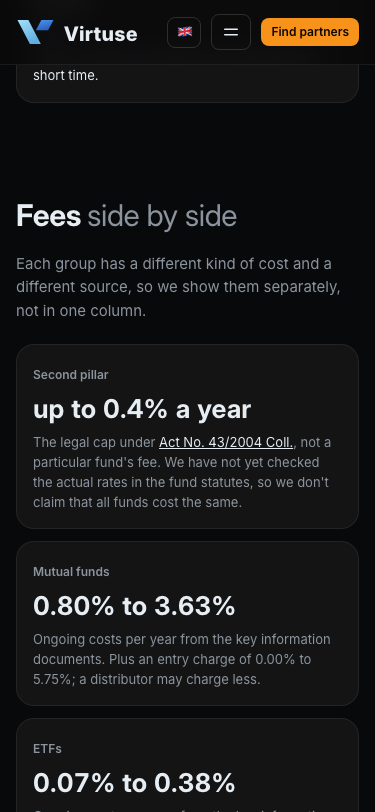 Virtuse
Find partners
short time.
Fees side by side
Each group has a different kind of cost and a
different source, so we show them separately,
not in one column.
Second pillar
up to 0.4% a year
The legal cap under Act No. 43/2004 Coll., not a
particular fund's fee. We have not yet checked
the actual rates in the fund statutes, so we don't
claim that all funds cost the same.
Mutual funds
0.80% to 3.63%
Ongoing costs per year from the key information
documents. Plus an entry charge of 0.00% to
5.75%; a distributor may charge less.
ETFs
0.07% to 0.38%